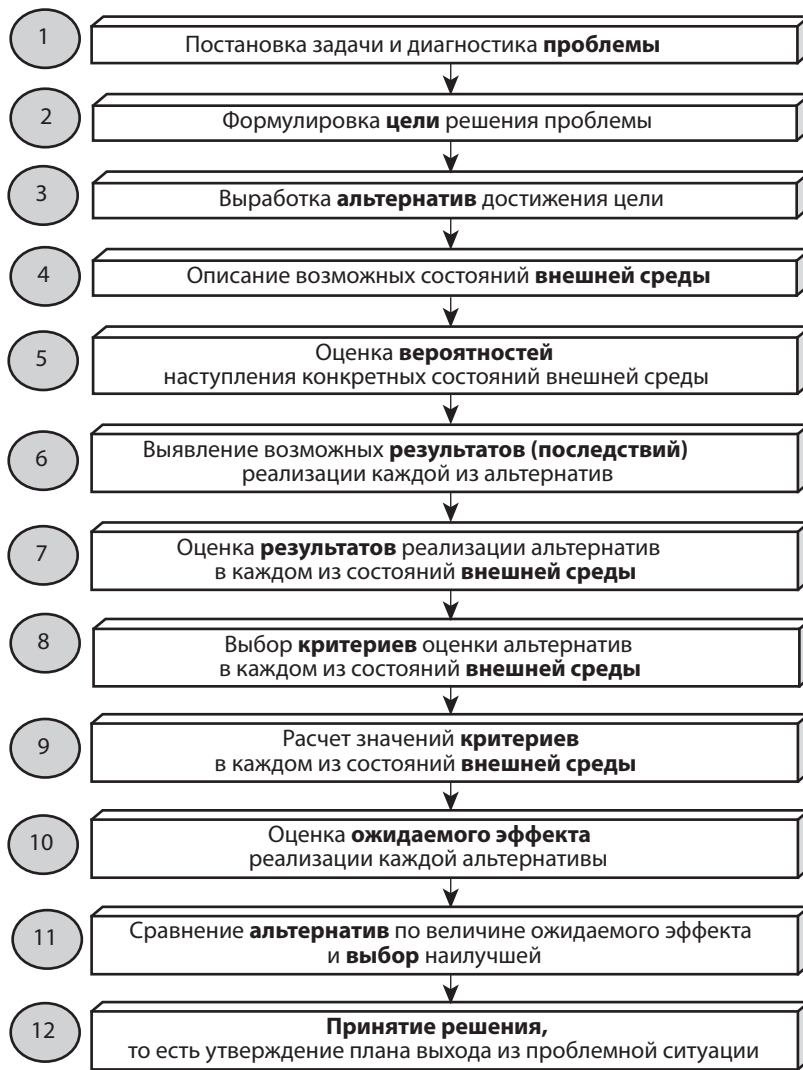 1
Постановка задачи и диагностика проблемы
2
Формулировка цели решения проблемы
3
Выработка альтернатив достижения цели
4
Описание возможных состояний внешней среды
5
Оценка вероятностей
наступления конкретных состояний внешней среды
6
Выявление возможных результатов (последствий)
реализации каждой из альтернатив
7
Оценка результатов реализации альтернатив
в каждом из состояний внешней среды
8
Выбор критериев оценки альтернатив
в каждом из состояний внешней среды
9
Расчет значений критериев
в каждом из состояний внешней среды
10
Оценка ожидаемого эффекта
реализации каждой альтернативы
11
Сравнение альтернатив по величине ожидаемого эффекта
и выбор наилучшей
12
Принятие решения,
то есть утверждение плана выхода из проблемной ситуации